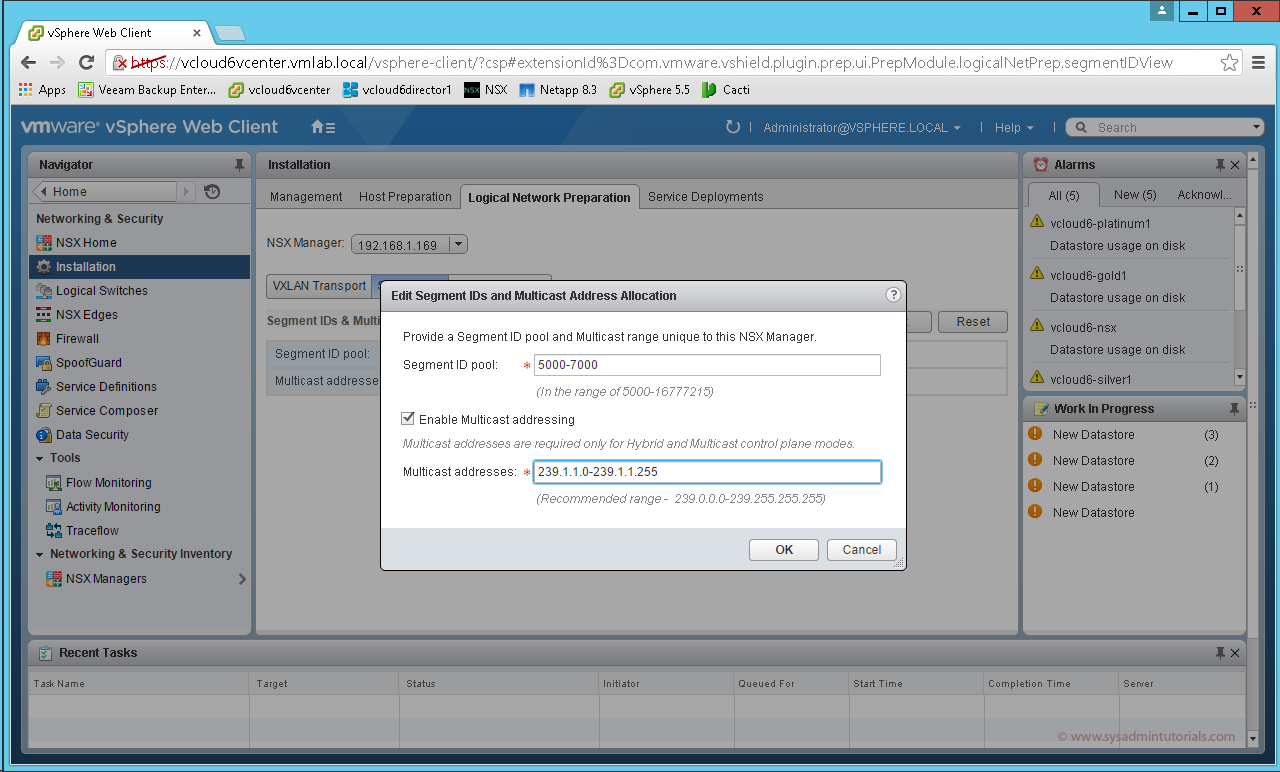 vSphere Web Client
https://vcloud6vcenter.vmlab.local/vsphere-client/?csp#extensionId%3Dcom.vmware.vshield.plugin.prep.ui.PrepModule.logicalNetPrep.segmentIDView
Apps Veeam Backup Enter... vcloud6vcenter vcloud6director1 NSX NSX Netapp 8.3 vSphere 5.5 Cacti
vmware® vSphere Web Client Administrator@VSPHERE.LOCAL Help Search
Navigator
Home
Networking & Security
NSX Home
Installation
Logical Switches
NSX Edges
Firewall
SpoofGuard
Service Definitions
Service Composer
Data Security
Tools
Flow Monitoring
Activity Monitoring
Traceflow
Networking & Security Inventory
NSX Managers
Installation
Management Host Preparation Logical Network Preparation Service Deployments
NSX Manager: 192.168.1.169
VXLAN Transport
Segment IDs & Multi
Reset
Segment ID pool:
Multicast addresse
Edit Segment IDs and Multicast Address Allocation ?
Provide a Segment ID pool and Multicast range unique to this NSX Manager.
Segment ID pool: * 5000-7000
(In the range of 5000-16777215)
Enable Multicast addressing
Multicast addresses are required only for Hybrid and Multicast control plane modes.
Multicast addresses: * 239.1.1.0-239.1.1.255
(Recommended range - 239.0.0.0-239.255.255.255)
OK Cancel
Alarms
All (5) New (5) Acknowl...
vcloud6-platinum1
Datastore usage on disk
vcloud6-gold1
Datastore usage on disk
vcloud6-nsx
Datastore usage on disk
vcloud6-silver1
Work In Progress
New Datastore (3)
New Datastore (2)
New Datastore (1)
New Datastore
Recent Tasks
Task Name Target Status Initiator Queued For Start Time Completion Time Server
© www.sysadmintutorials.com